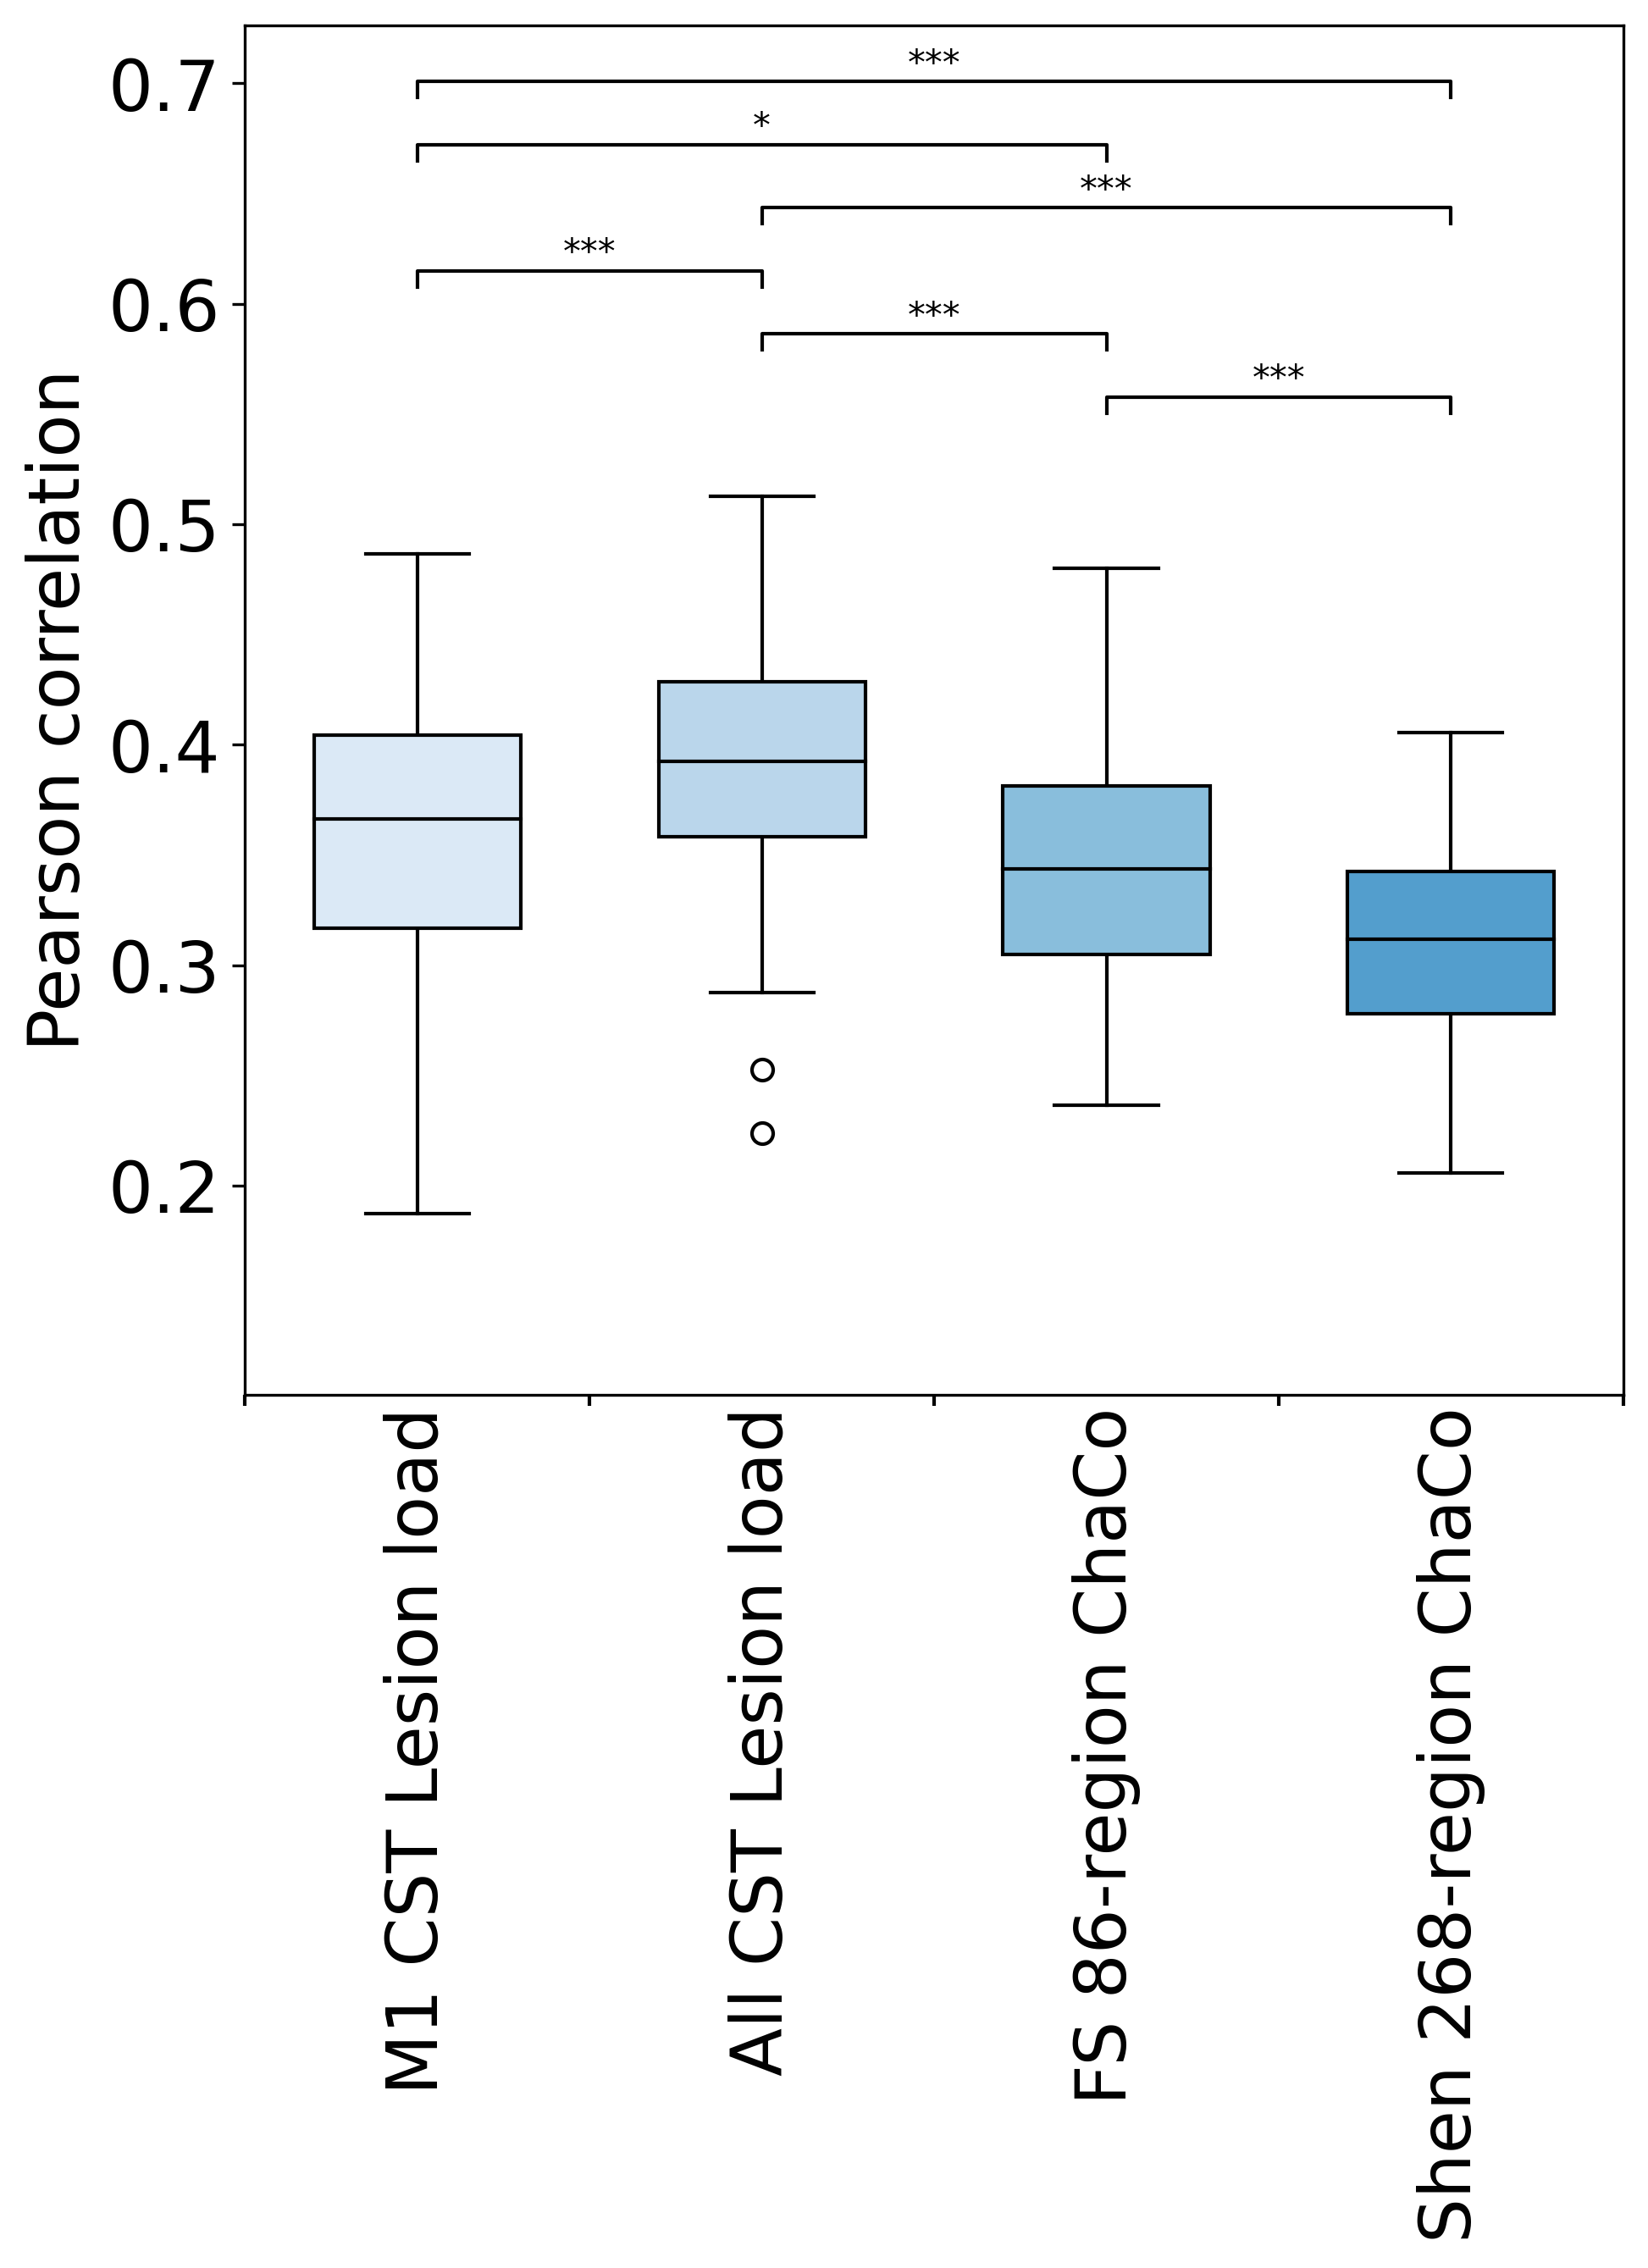 Pearson correlation
0.7
0.6
0.5
0.4
0.3
0.2
***
*
***
***
***
***
M1 CST Lesion load
All CST Lesion load
FS 86-region ChaCo
Shen 268-region ChaCo